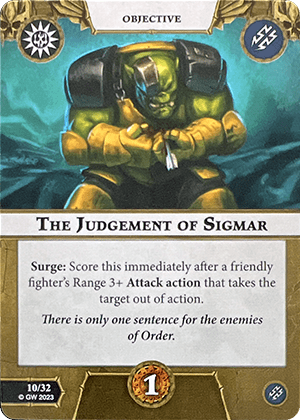 OBJECTIVE
THE JUDGEMENT OF SIGMAR
Surge: Score this immediately after a friendly
fighter's Range 3+ Attack action that takes the
target out of action.
There is only one sentence for the enemies
of Order.
10/32
© GW 2023
1